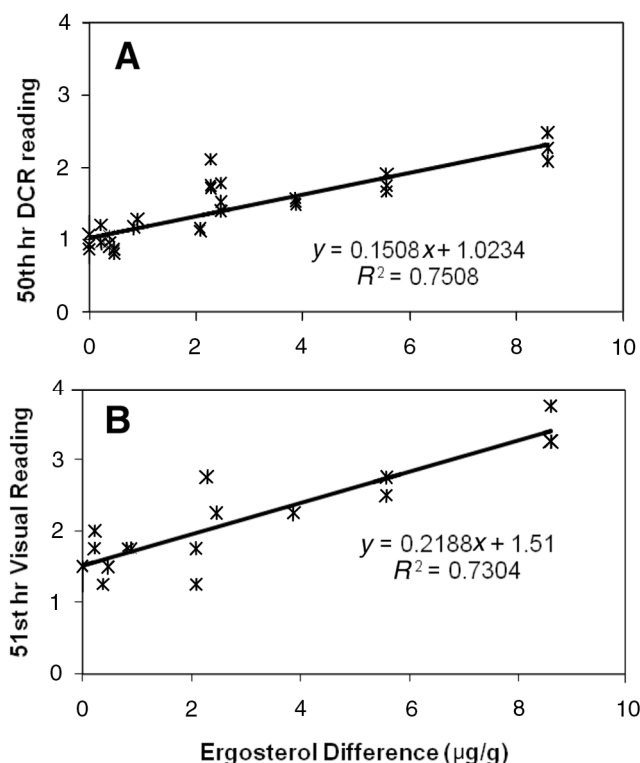 A
50th hr DCR reading
4
3
2
1
0
y = 0.1508x + 1.0234
R² = 0.7508
0 2 4 6 8 10
B
51st hr Visual Reading
4
3
2
1
0
y = 0.2188x + 1.51
R² = 0.7304
0 2 4 6 8 10
Ergosterol Difference (µg/g)